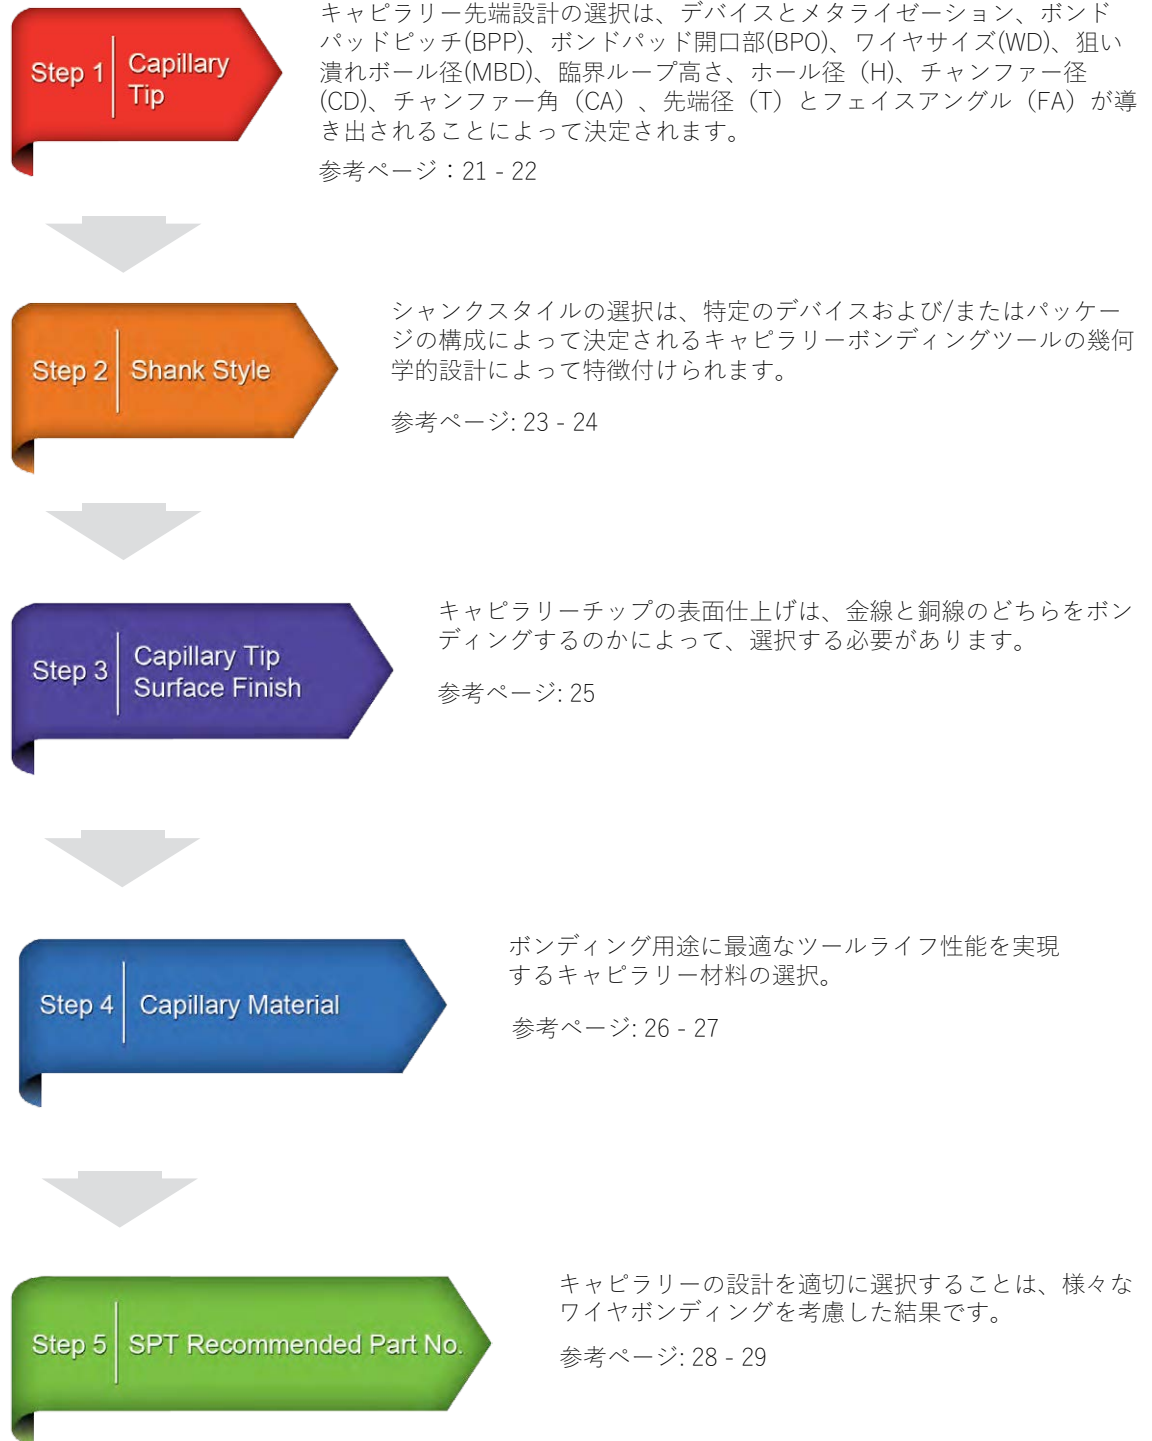 Step 1
Capillary
Tip
キャピラリー先端設計の選択は、デバイスとメタライゼーション、ボンド
パッドピッチ(BPP)、ボンドパッド開口部(BPO)、ワイヤサイズ(WD)、狙い
潰れボール径(MBD)、臨界ループ高さ、ホール径（H)、チャンファー径
(CD)、チャンファー角（CA）、先端径（T）とフェイスアングル（FA）が導
き出されることによって決定されます。
参考ページ：21 - 22
Step 2
Shank Style
シャンクスタイルの選択は、特定のデバイスおよび/またはパッケー
ジの構成によって決定されるキャピラリーボンディングツールの幾何
学的設計によって特徴付けられます。
参考ページ: 23 - 24
Step 3
Capillary Tip
Surface Finish
キャピラリーチップの表面仕上げは、金線と銅線のどちらをボン
ディングするのかによって、選択する必要があります。
参考ページ: 25
Step 4
Capillary Material
ボンディング用途に最適なツールライフ性能を実現
するキャピラリー材料の選択。
参考ページ: 26 - 27
Step 5
SPT Recommended Part No.
キャピラリーの設計を適切に選択することは、様々な
ワイヤボンディングを考慮した結果です。
参考ページ: 28 - 29